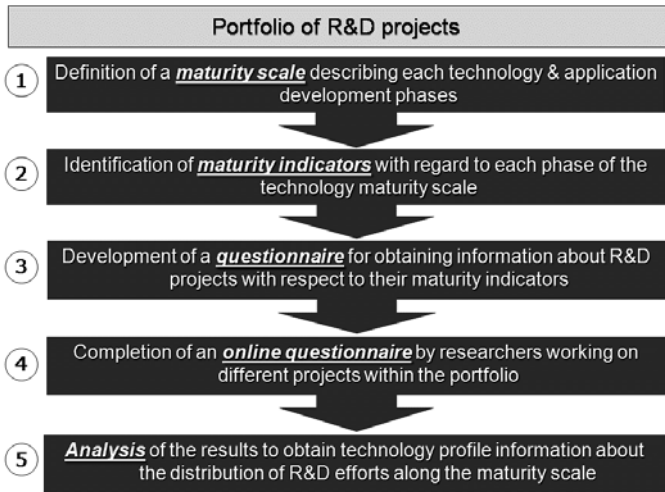 Portfolio of R&D projects
1
Definition of a maturity scale describing each technology & application
development phases
2
Identification of maturity indicators with regard to each phase of the
technology maturity scale
3
Development of a questionnaire for obtaining information about R&D
projects with respect to their maturity indicators
4
Completion of an online questionnaire by researchers working on
different projects within the portfolio
5
Analysis of the results to obtain technology profile information about
the distribution of R&D efforts along the maturity scale